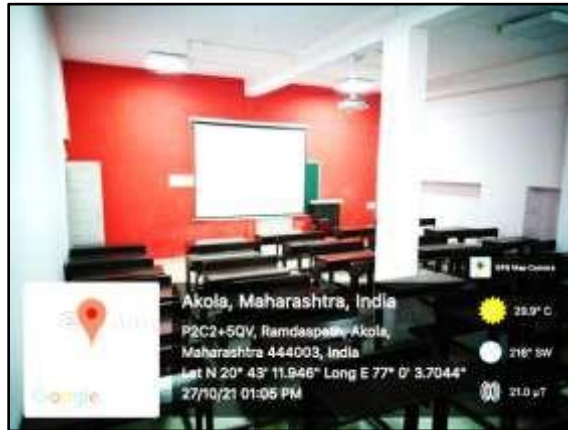 GPS Map Camera
Akola, Maharashtra, India
P2C2+5QV, Ramdaspeth, Akola,
Maharashtra 444003, India
Lat N 20° 43' 11.946" Long E 77° 0' 3.7044"
27/10/21 01:05 PM
29.9° C
216° SW
21.0 µT
Google